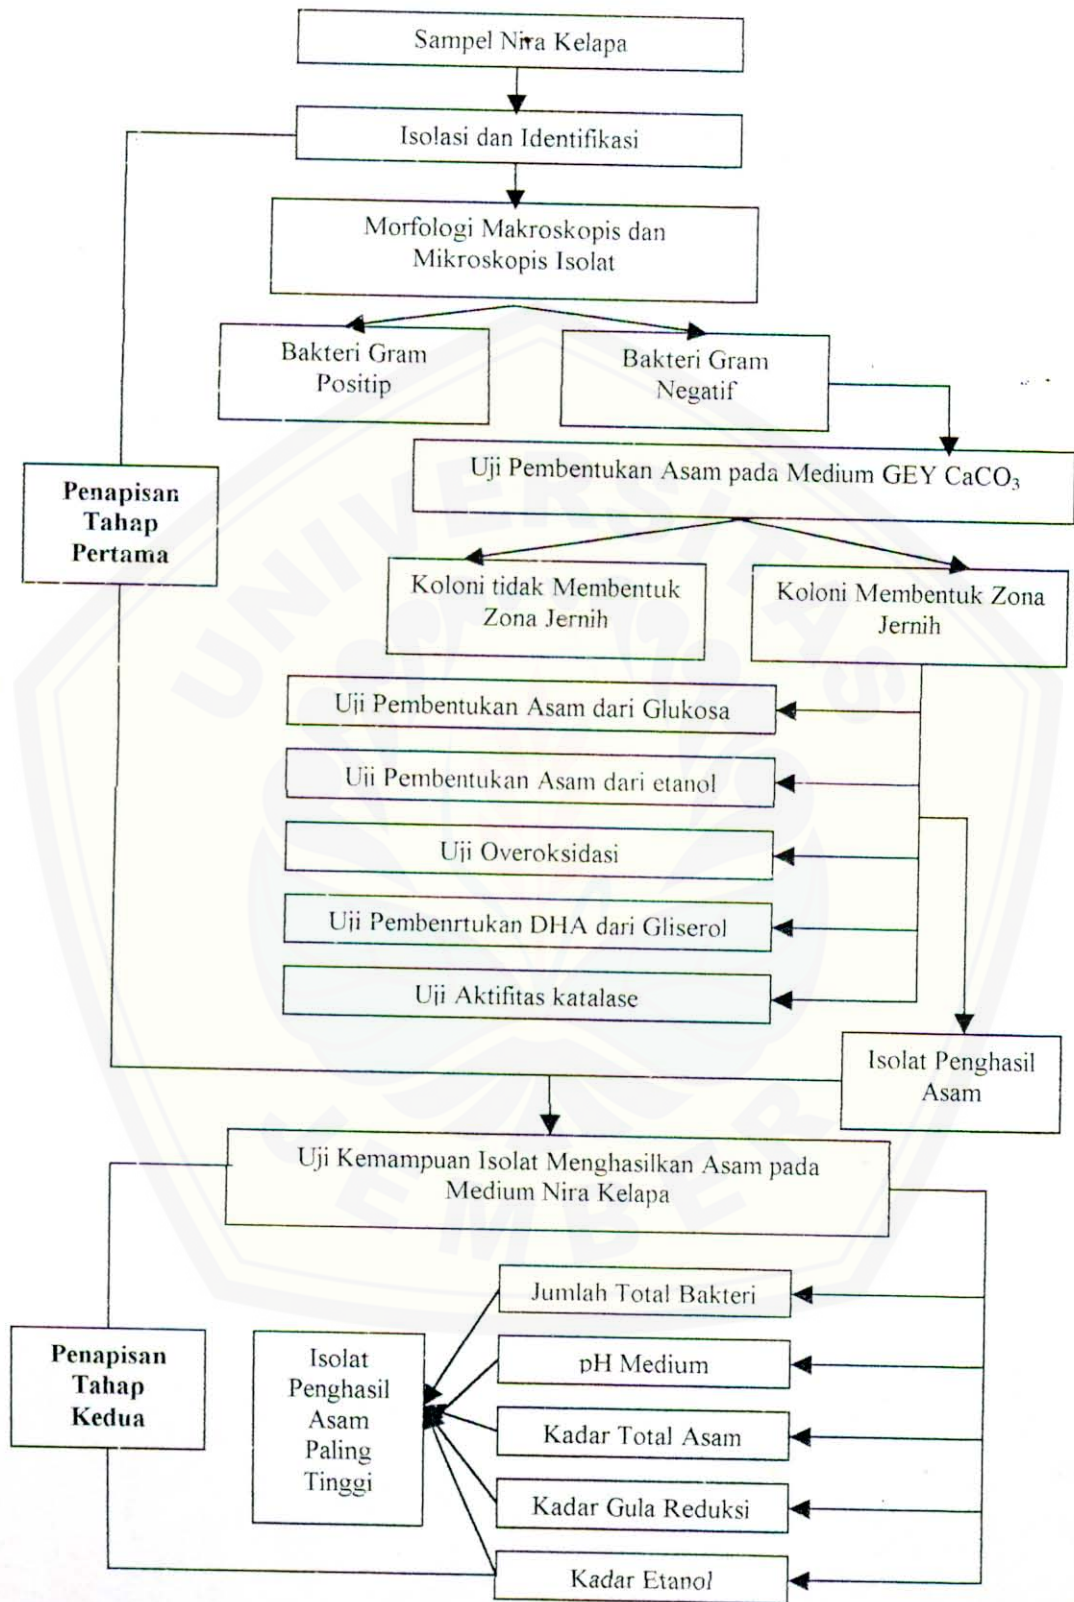 Sampel Nira Kelapa
Isolasi dan Identifikasi
Morfologi Makroskopis dan
Mikroskopis Isolat
Bakteri Gram
Positip
Bakteri Gram
Negatif
Uji Pembentukan Asam pada Medium GEY CaCO₃
Penapisan
Tahap
Pertama
Koloni tidak Membentuk
Zona Jernih
Koloni Membentuk Zona
Jernih
Uji Pembentukan Asam dari Glukosa
Uji Pembentukan Asam dari etanol
Uji Overoksidasi
Uji Pembenrtukan DHA dari Gliserol
Uji Aktifitas katalase
Isolat Penghasil
Asam
Uji Kemampuan Isolat Menghasilkan Asam pada
Medium Nira Kelapa
Penapisan
Tahap
Kedua
Isolat
Penghasil
Asam
Paling
Tinggi
Jumlah Total Bakteri
pH Medium
Kadar Total Asam
Kadar Gula Reduksi
Kadar Etanol
UNIVERSITAS
JEMBER